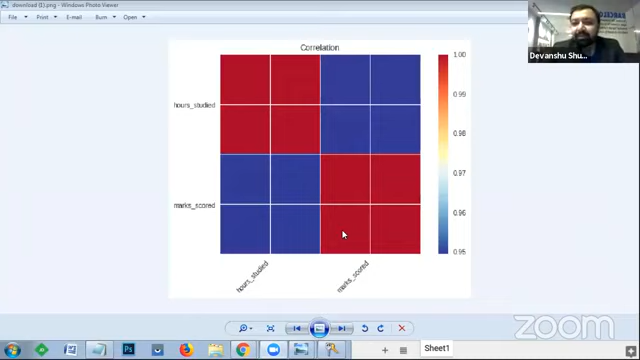 download (1).png - Windows Photo Viewer
File
Print
E-mail
Burn
Open
Devanshu Shu...
Correlation
hours_studied
marks_scored
hours_studied
marks_scored
1.00
0.99
0.98
0.97
0.96
0.95
zoom
Sheet1